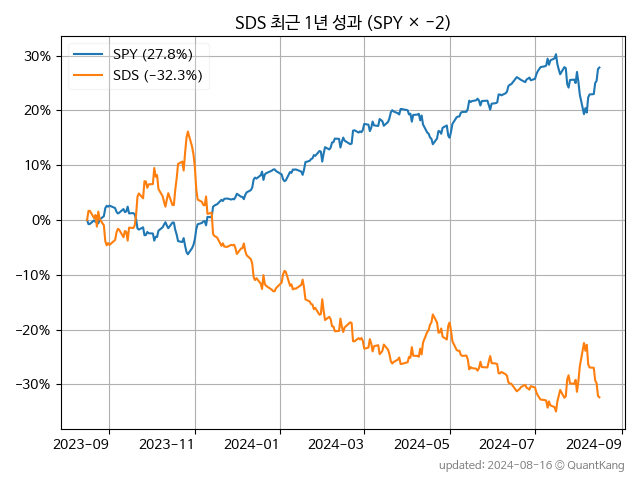 SDS 최근 1년 성과 (SPY × -2)
SPY (27.8%)
SDS (−32.3%)
30%
20%
10%
0%
−10%
−20%
−30%
2023−09 2023−11 2024−01 2024−03 2024−05 2024−07 2024−09
updated: 2024−08−16 © QuantKang